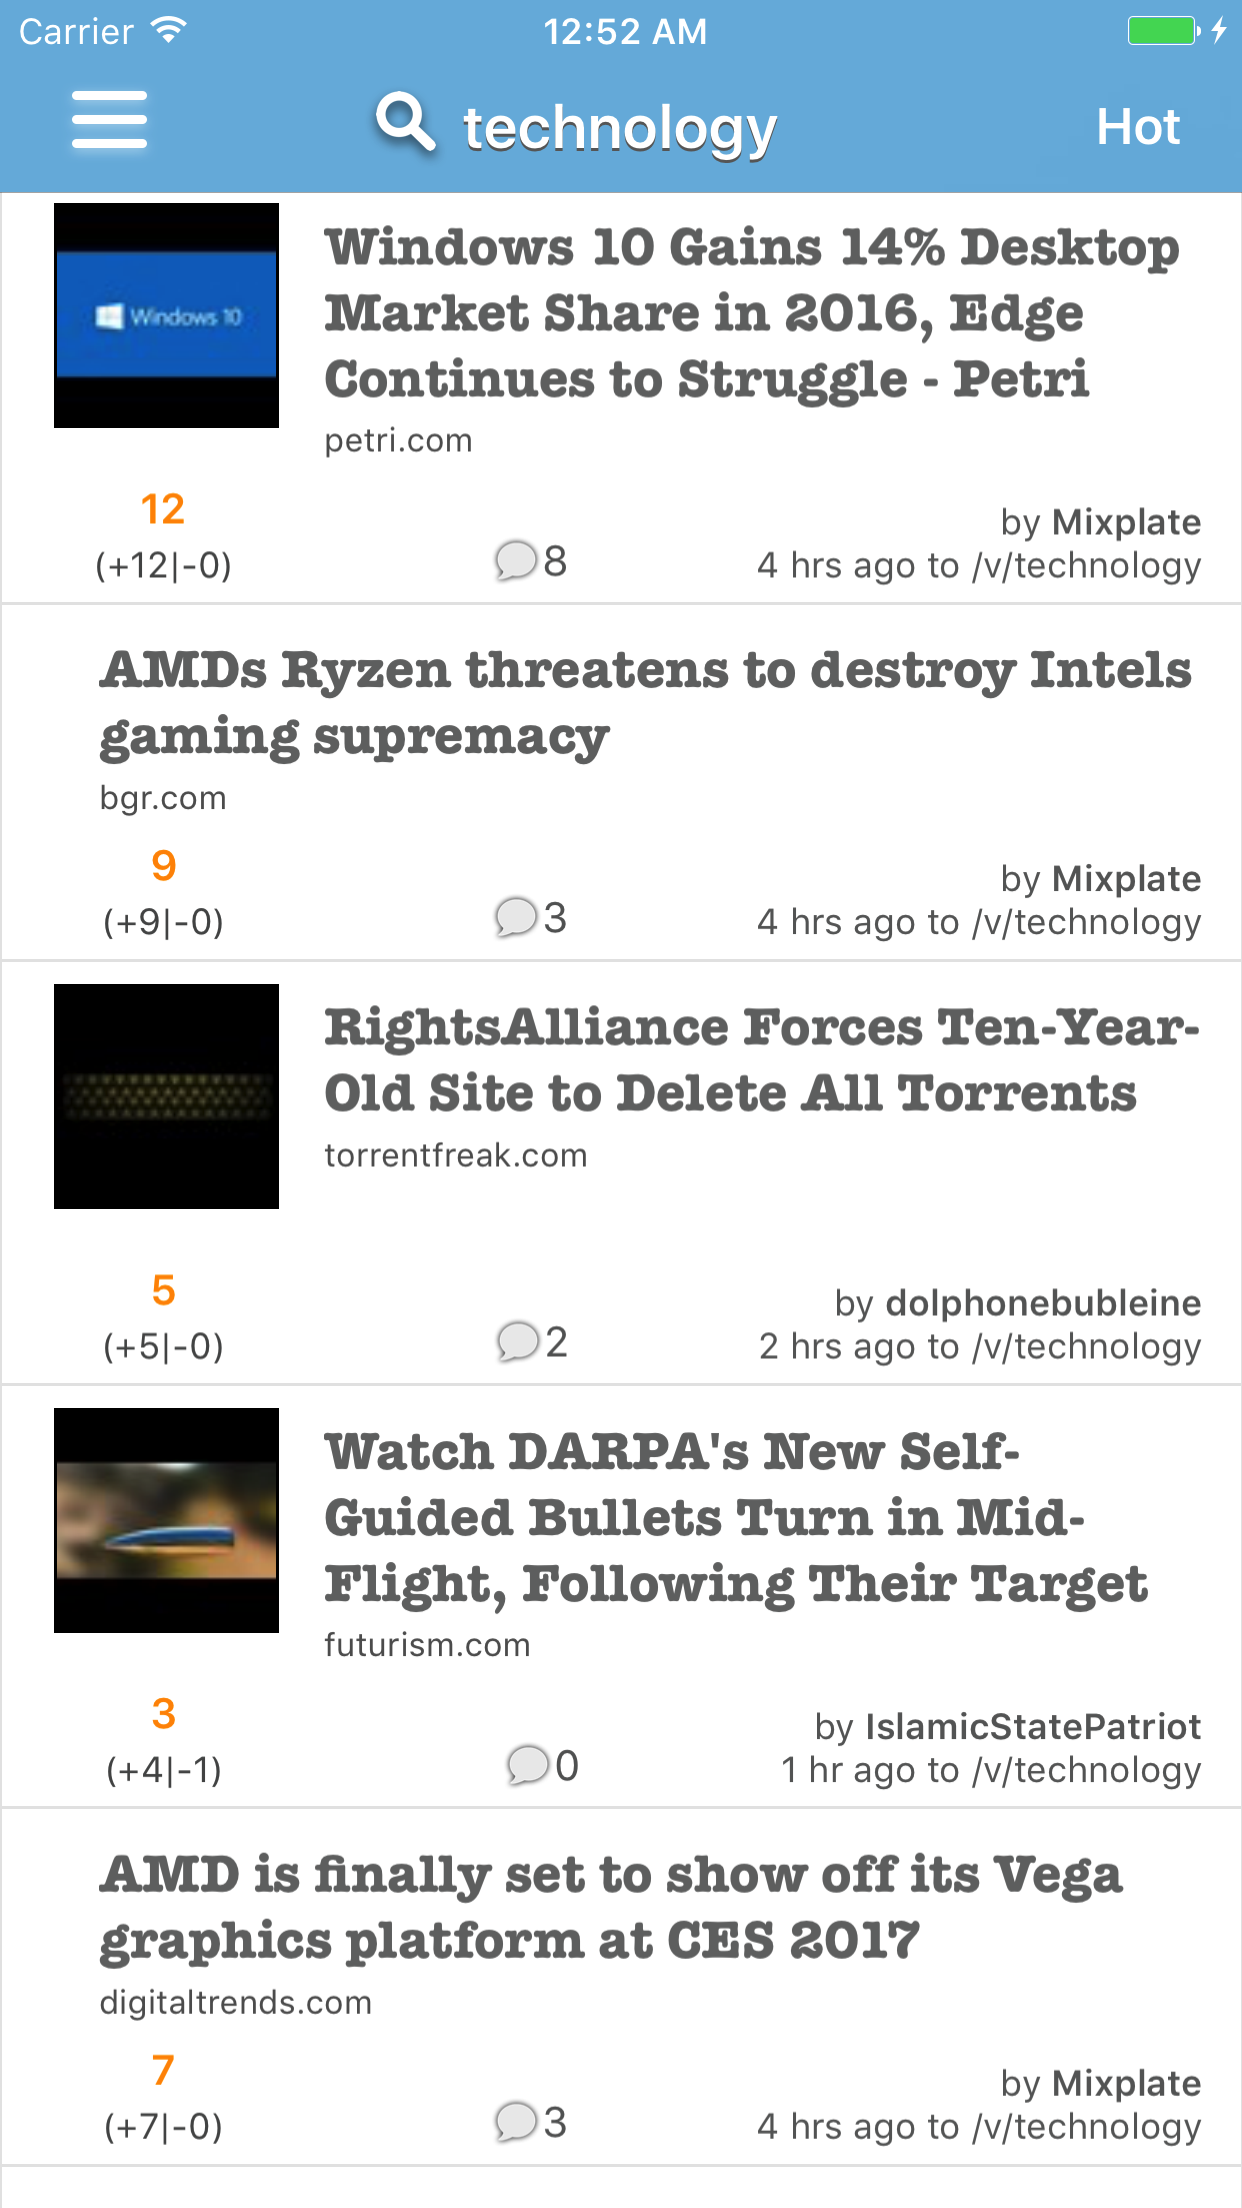 Carrier 12:52 AM
technology Hot
Windows 10
Windows 10 Gains 14% Desktop
Market Share in 2016, Edge
Continues to Struggle - Petri
petri.com
12
(+12|-0)
8
by Mixplate
4 hrs ago to /v/technology
AMDs Ryzen threatens to destroy Intels
gaming supremacy
bgr.com
9
(+9|-0)
3
by Mixplate
4 hrs ago to /v/technology
RightsAlliance Forces Ten-Year-
Old Site to Delete All Torrents
torrentfreak.com
5
(+5|-0)
2
by dolphonebubleine
2 hrs ago to /v/technology
Watch DARPA's New Self-
Guided Bullets Turn in Mid-
Flight, Following Their Target
futurism.com
3
(+4|-1)
0
by IslamicStatePatriot
1 hr ago to /v/technology
AMD is finally set to show off its Vega
graphics platform at CES 2017
digitaltrends.com
7
(+7|-0)
3
by Mixplate
4 hrs ago to /v/technology